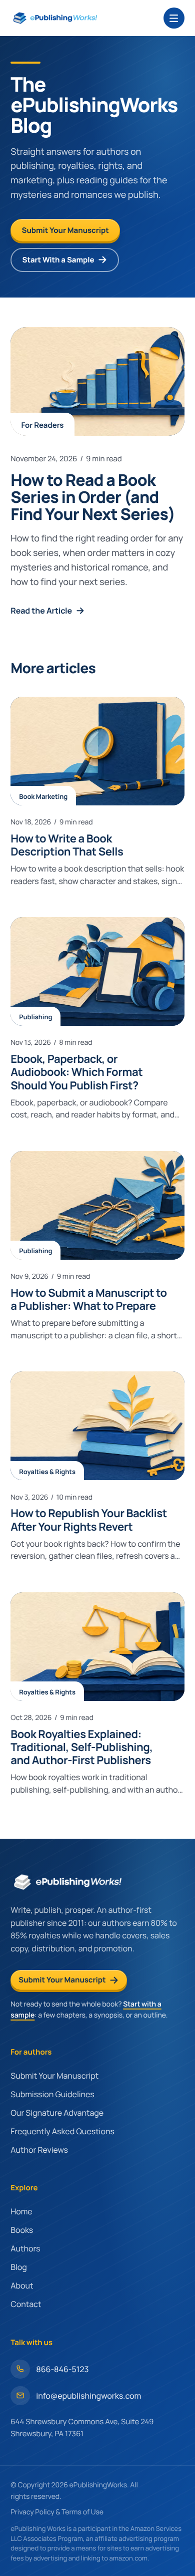 ePublishingWorks!
The
ePublishingWorks
Blog
Straight answers for authors on
publishing, royalties, rights, and
marketing, plus reading guides for the
mysteries and romances we publish.
Submit Your Manuscript
Start With a Sample →
For Readers
November 24, 2026 / 9 min read
How to Read a Book
Series in Order (and
Find Your Next Series)
How to find the right reading order for any
book series, when order matters in cozy
mysteries and historical romance, and
how to find your next series.
Read the Article →
More articles
Book Marketing
Nov 18, 2026 / 9 min read
How to Write a Book
Description That Sells
How to write a book description that sells: hook
readers fast, show character and stakes, sign...
Publishing
Nov 13, 2026 / 8 min read
Ebook, Paperback, or
Audiobook: Which Format
Should You Publish First?
Ebook, paperback, or audiobook? Compare
cost, reach, and reader habits by format, and...
Publishing
Nov 9, 2026 / 9 min read
How to Submit a Manuscript to
a Publisher: What to Prepare
What to prepare before submitting a
manuscript to a publisher: a clean file, a short...
Royalties & Rights
Nov 3, 2026 / 10 min read
How to Republish Your Backlist
After Your Rights Revert
Got your book rights back? How to confirm the
reversion, gather clean files, refresh covers a...
Royalties & Rights
Oct 28, 2026 / 9 min read
Book Royalties Explained:
Traditional, Self-Publishing,
and Author-First Publishers
How book royalties work in traditional
publishing, self-publishing, and with an autho...
ePublishingWorks!
Write, publish, prosper. An author-first
publisher since 2011: our authors earn 80% to
85% royalties while we handle covers, sales
copy, distribution, and promotion.
Submit Your Manuscript →
Not ready to send the whole book? Start with a
sample: a few chapters, a synopsis, or an outline.
For authors
Submit Your Manuscript
Submission Guidelines
Our Signature Advantage
Frequently Asked Questions
Author Reviews
Explore
Home
Books
Authors
Blog
About
Contact
Talk with us
866-846-5123
info@epublishingworks.com
644 Shrewsbury Commons Ave, Suite 249
Shrewsbury, PA 17361
© Copyright 2026 ePublishingWorks. All
rights reserved.
Privacy Policy & Terms of Use
ePublishing Works is a participant in the Amazon Services
LLC Associates Program, an affiliate advertising program
designed to provide a means for sites to earn advertising
fees by advertising and linking to amazon.com.